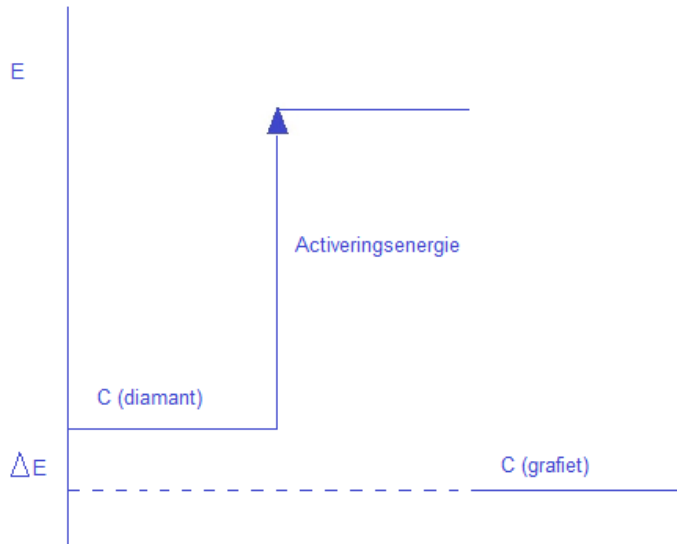 E
Activeringsenergie
C (diamant)
ΔE
C (grafiet)